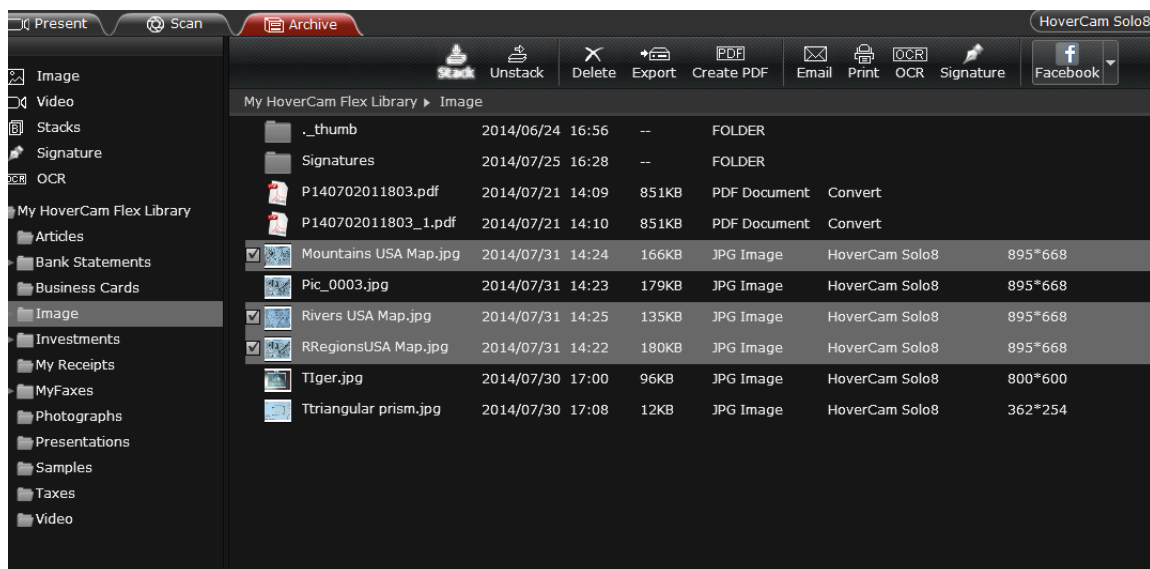 Present Scan Archive HoverCam Solo8
Stack Unstack Delete Export PDF Create PDF Email Print OCR OCR Signature f Facebook
Image
Video
Stacks
Signature
OCR OCR
My HoverCam Flex Library
Articles
Bank Statements
Business Cards
Image
Investments
My Receipts
MyFaxes
Photographs
Presentations
Samples
Taxes
Video
My HoverCam Flex Library Image
._thumb 2014/06/24 16:56 -- FOLDER
Signatures 2014/07/25 16:28 -- FOLDER
P140702011803.pdf 2014/07/21 14:09 851KB PDF Document Convert
P140702011803_1.pdf 2014/07/21 14:10 851KB PDF Document Convert
Mountains USA Map.jpg 2014/07/31 14:24 166KB JPG Image HoverCam Solo8 895*668
Pic_0003.jpg 2014/07/31 14:23 179KB JPG Image HoverCam Solo8 895*668
Rivers USA Map.jpg 2014/07/31 14:25 135KB JPG Image HoverCam Solo8 895*668
RRegionsUSA Map.jpg 2014/07/31 14:22 180KB JPG Image HoverCam Solo8 895*668
TIger.jpg 2014/07/30 17:00 96KB JPG Image HoverCam Solo8 800*600
Ttriangular prism.jpg 2014/07/30 17:08 12KB JPG Image HoverCam Solo8 362*254